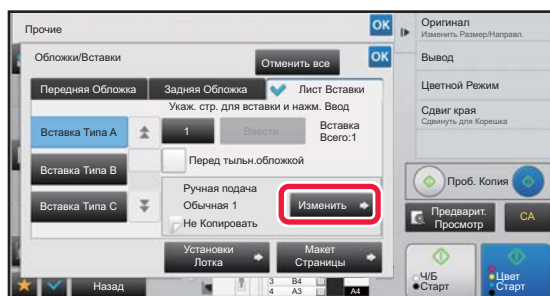 Прочие
OK
Обложки/Вставки
Отменить все
OK
Передняя Обложка
Задняя Обложка
Лист Вставки
Укаж. стр. для вставки и нажм. Ввод
Вставка Типа A
1
Ввести
Вставка
Всего:1
Вставка Типа B
Перед тыльн.обложкой
Вставка Типа C
Ручная подача
Обычная 1
Не Копировать
Изменить
Установки
Лотка
Макет
Страницы
Назад
3 B4
4 A3
A4
Оригинал
Изменить Размер/Направл.
Вывод
Цветной Режим
Сдвиг края
Сдвинуть для Корешка
Проб. Копия
Предварит.
Просмотр
CA
Ч/Б
Старт
Цвет
Старт